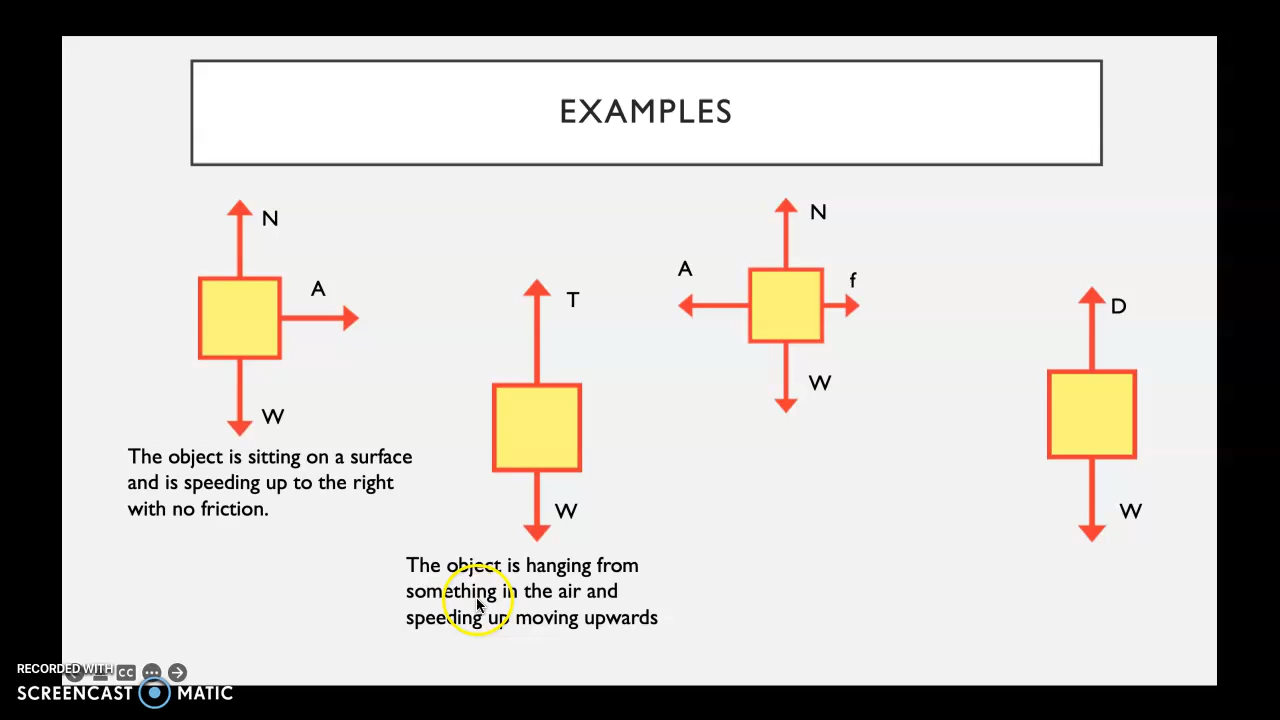 EXAMPLES
N
A
W
The object is sitting on a surface
and is speeding up to the right
with no friction.
T
W
The object is hanging from
something in the air and
speeding up moving upwards
N
A
f
W
D
W
RECORDED WITH
CC
SCREENCAST MATIC